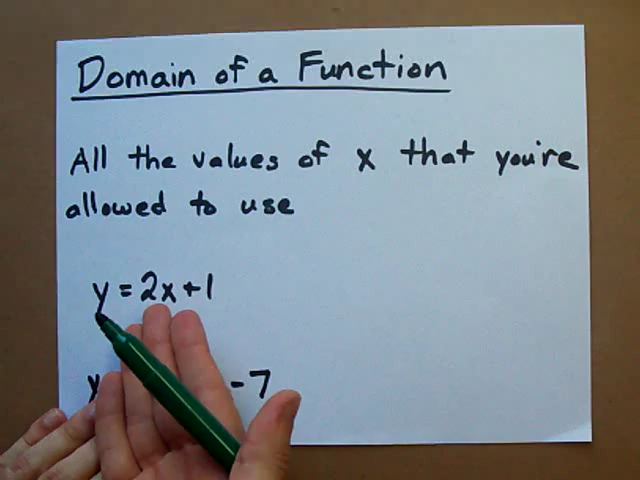 Domain of a Function
All the values of x that you're
allowed to use
y = 2x + 1
y - 7